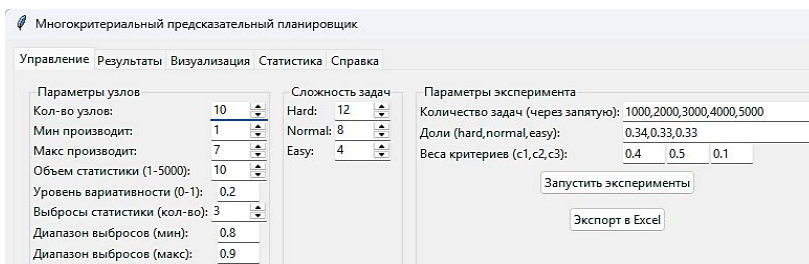 Многокритериальный предсказательный планировщик
Управление Результаты Визуализация Статистика Справка
Параметры узлов
Кол-во узлов: 10
Мин производит: 1
Макс производит: 7
Объем статистики (1-5000): 10
Уровень вариативности (0-1): 0.2
Выбросы статистики (кол-во): 3
Диапазон выбросов (мин): 0.8
Диапазон выбросов (макс): 0.9
Сложность задач
Hard: 12
Normal: 8
Easy: 4
Параметры эксперимента
Количество задач (через запятую): 1000,2000,3000,4000,5000
Доли (hard,normal,easy): 0.34,0.33,0.33
Веса критериев (c1,c2,c3): 0.4 0.5 0.1
Запустить эксперименты
Экспорт в Excel